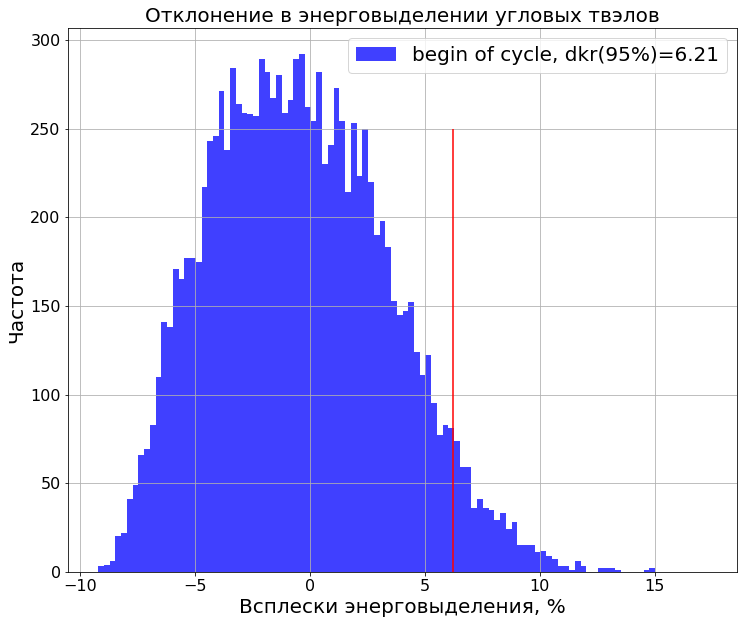 Отклонение в энерговыделении угловых твэлов
begin of cycle, dkr(95%)=6.21
300
250
200
150
100
50
0
Частота
−10 −5 0 5 10 15
Всплески энерговыделения, %